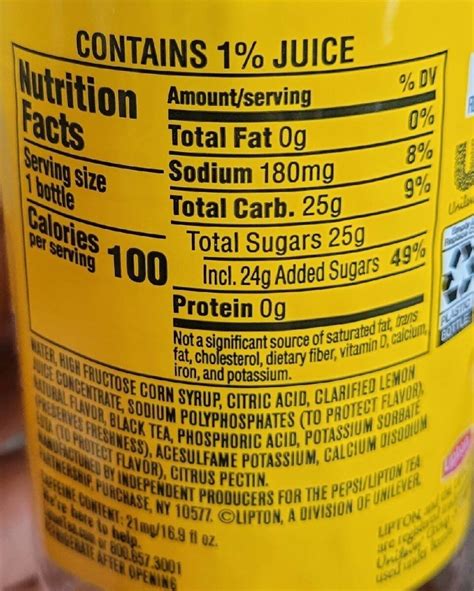 CONTAINS 1% JUICE
Nutrition
Facts
Serving size
1 bottle
Calories
per serving 100
Amount/serving % DV
Total Fat 0g 0%
Sodium 180mg 8%
Total Carb. 25g 9%
Total Sugars 25g
Incl. 24g Added Sugars 49%
Protein 0g
Not a significant source of saturated fat, trans
fat, cholesterol, dietary fiber, vitamin D, calcium,
iron, and potassium.
WATER, HIGH FRUCTOSE CORN SYRUP, CITRIC ACID, CLARIFIED LEMON
JUICE CONCENTRATE, SODIUM POLYPHOSPHATES (TO PROTECT FLAVOR),
NATURAL FLAVOR, BLACK TEA, PHOSPHORIC ACID, POTASSIUM SORBATE
(PRESERVES FRESHNESS), ACESULFAME POTASSIUM, CALCIUM DISODIUM
EDTA (TO PROTECT FLAVOR), CITRUS PECTIN.
MANUFACTURED BY INDEPENDENT PRODUCERS FOR THE PEPSI/LIPTON TEA
PARTNERSHIP, PURCHASE, NY 10577. ©LIPTON, A DIVISION OF UNILEVER.
CAFFEINE CONTENT: 21mg/16.9 fl oz.
We're here to help.
or 800.657.3001
REFRIGERATE AFTER OPENING
PLASTIC
BOTTLE
LIPTON
are
used under